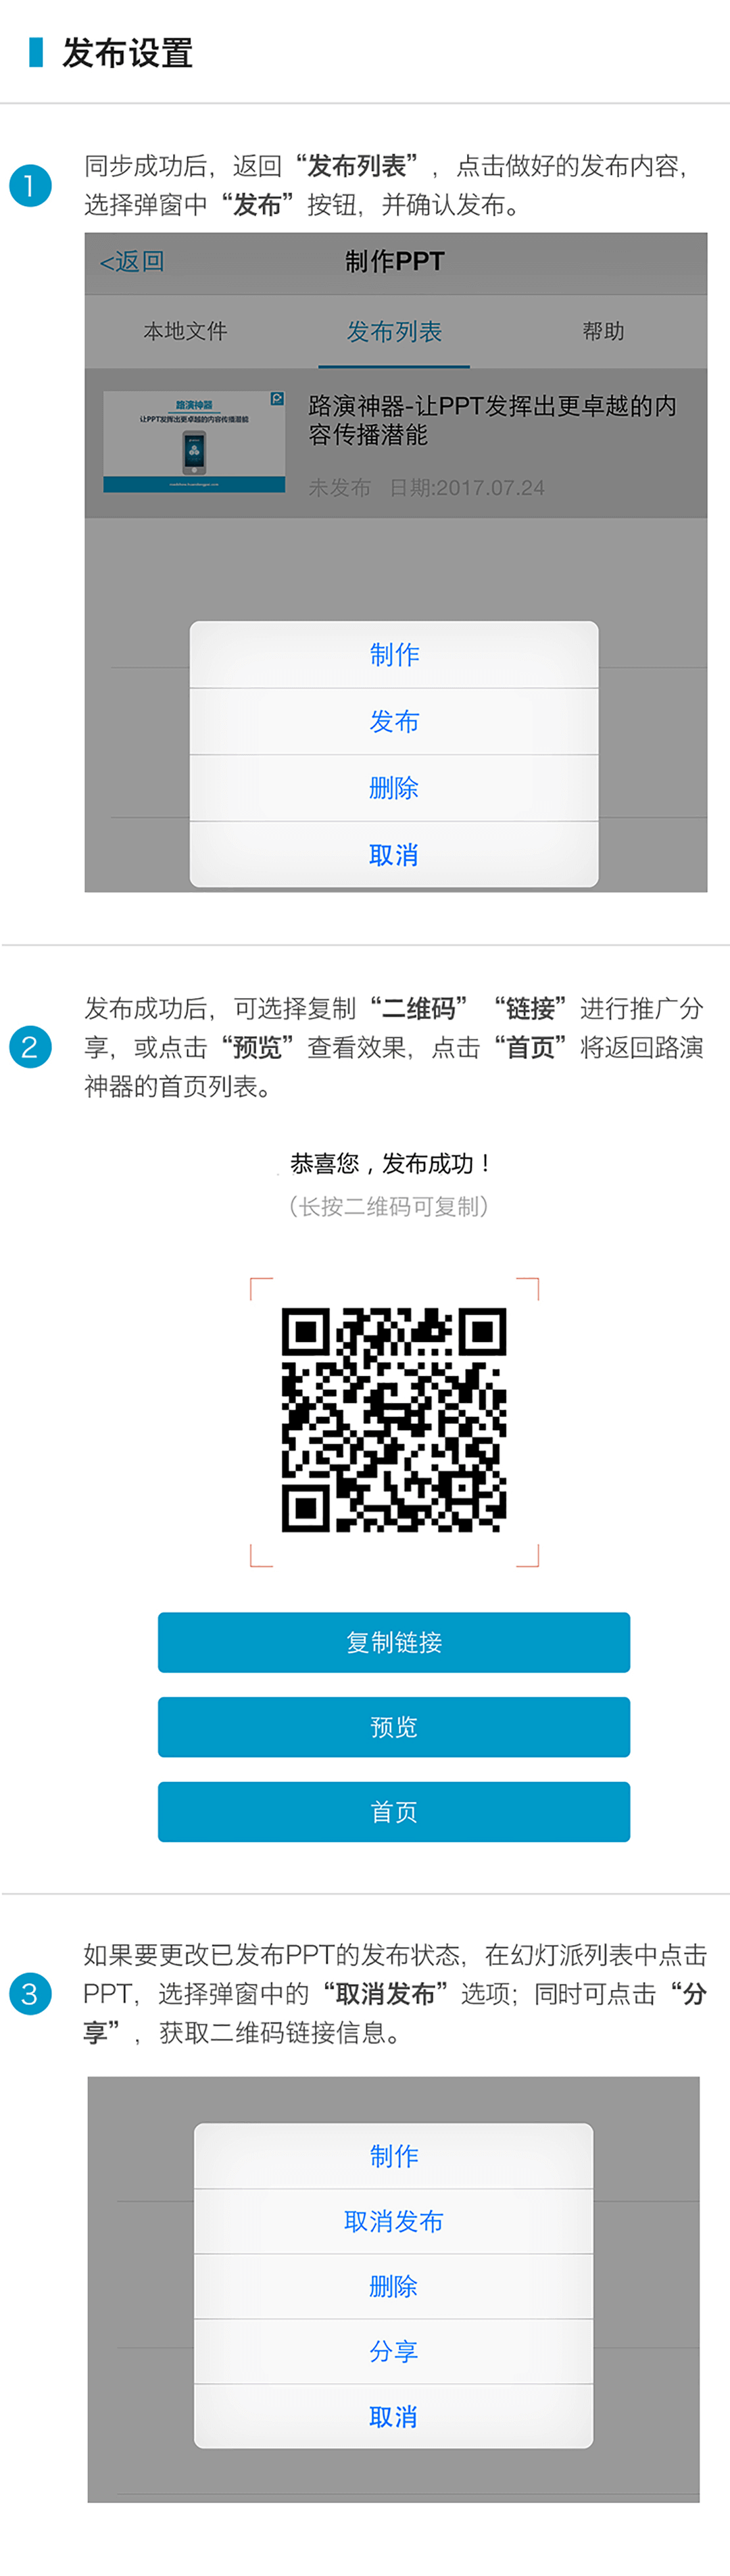 发布设置
1
同步成功后，返回“发布列表”，点击做好的发布内容，
选择弹窗中“发布”按钮，并确认发布。
<返回 制作PPT
本地文件 发布列表 帮助
路演神器
让PPT发挥出更卓越的内容传播潜能
路演神器-让PPT发挥出更卓越的内
容传播潜能
未发布 日期:2017.07.24
制作
发布
删除
取消
2
发布成功后，可选择复制“二维码”“链接”进行推广分
享，或点击“预览”查看效果，点击“首页”将返回路演
神器的首页列表。
恭喜您，发布成功！
（长按二维码可复制）
复制链接
预览
首页
3
如果要更改已发布PPT的发布状态，在幻灯派列表中点击
PPT，选择弹窗中的“取消发布”选项；同时可点击“分
享”，获取二维码链接信息。
制作
取消发布
删除
分享
取消